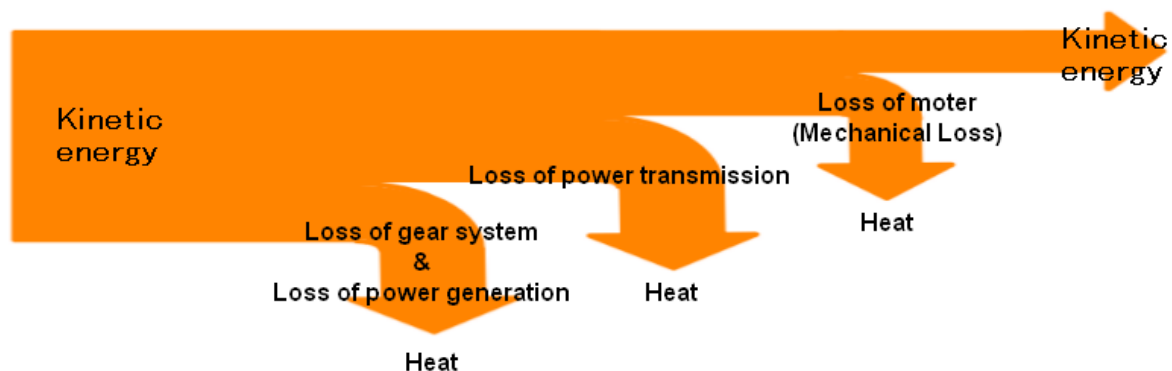 Kinetic
energy
Kinetic
energy
Loss of moter
(Mechanical Loss)
Heat
Loss of power transmission
Heat
Loss of gear system
&
Loss of power generation
Heat